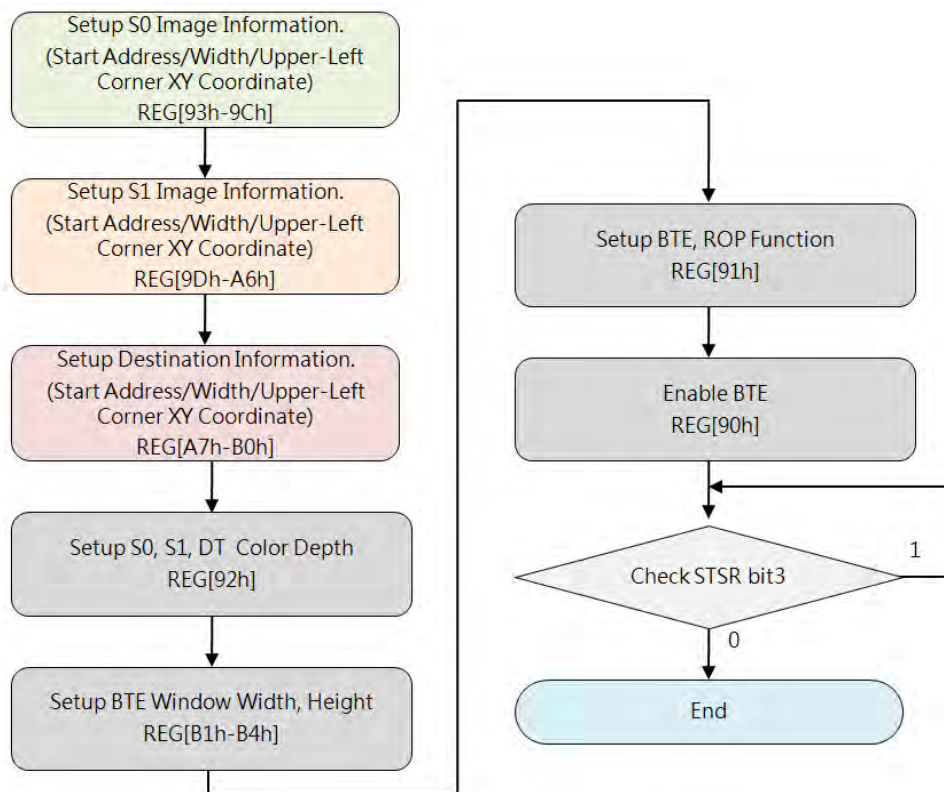 Setup S0 Image Information.
(Start Address/Width/Upper-Left
Corner XY Coordinate)
REG[93h-9Ch]
Setup S1 Image Information.
(Start Address/Width/Upper-Left
Corner XY Coordinate)
REG[9Dh-A6h]
Setup Destination Information.
(Start Address/Width/Upper-Left
Corner XY Coordinate)
REG[A7h-B0h]
Setup S0, S1, DT Color Depth
REG[92h]
Setup BTE Window Width, Height
REG[B1h-B4h]
Setup BTE, ROP Function
REG[91h]
Enable BTE
REG[90h]
Check STSR bit3
1
0
End